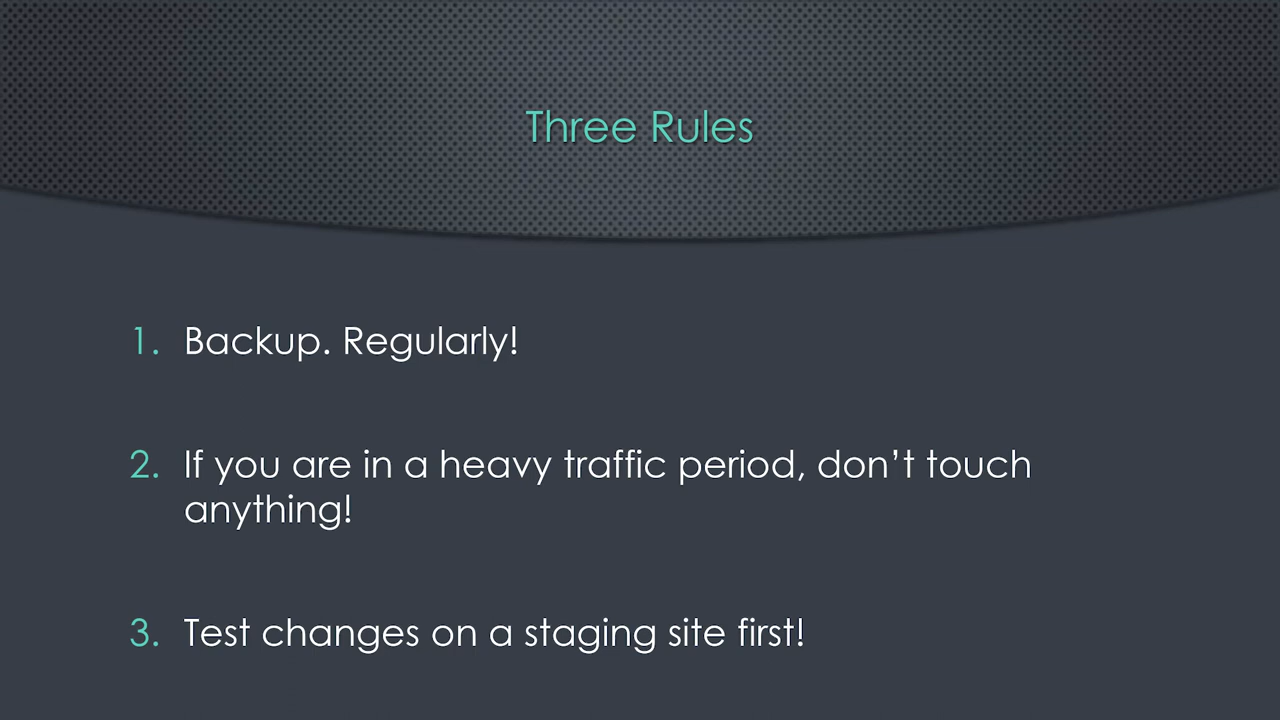 Three Rules
1. Backup. Regularly!
2. If you are in a heavy traffic period, don’t touch
anything!
3. Test changes on a staging site first!